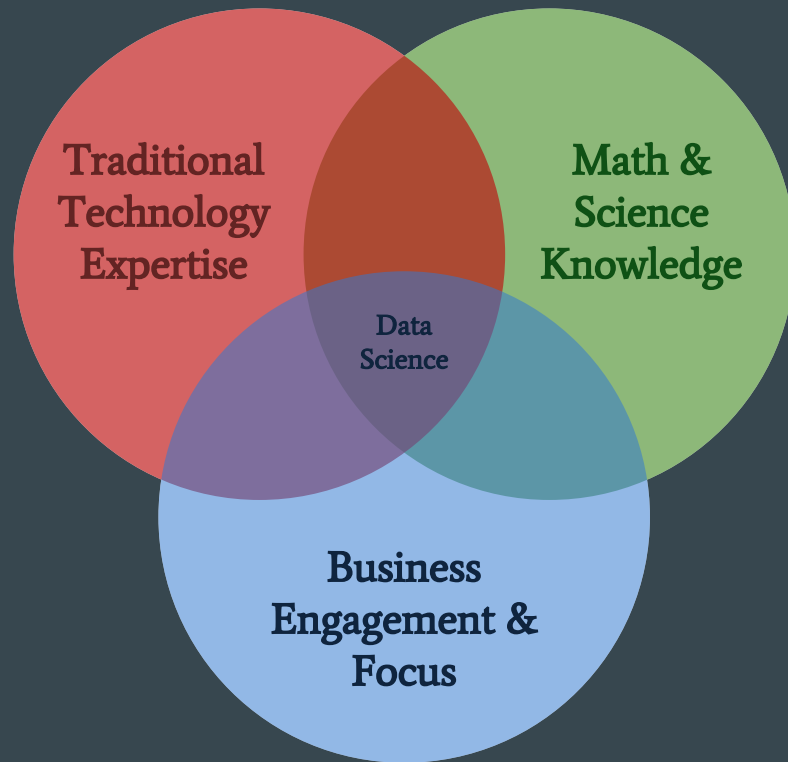 Traditional
Technology
Expertise
Math &
Science
Knowledge
Data
Science
Business
Engagement &
Focus